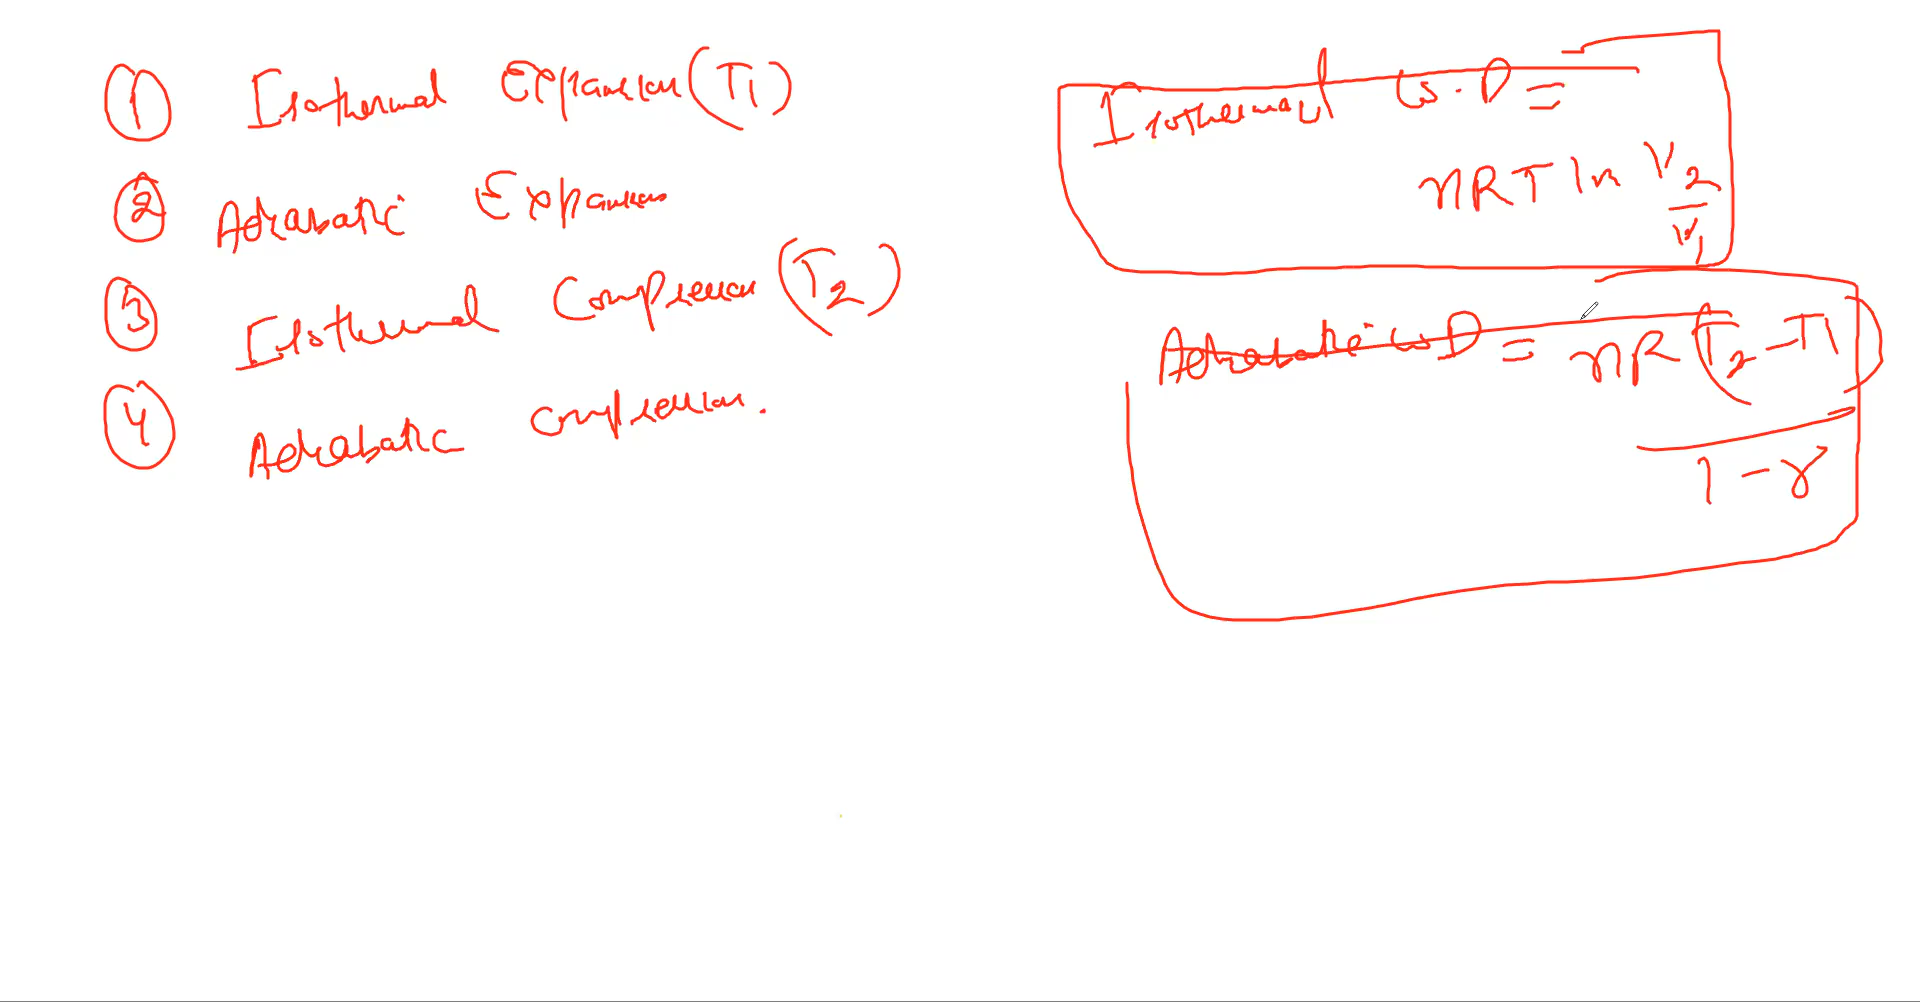 ① Isothermal Expansion (T1)
② Adiabatic Expansion
③ Isothermal Compression (T2)
④ Adiabatic compression.
Isothermal W.D =
nRT ln V2/V1
Adiabatic WD = nR(T2-T1)
1-γ